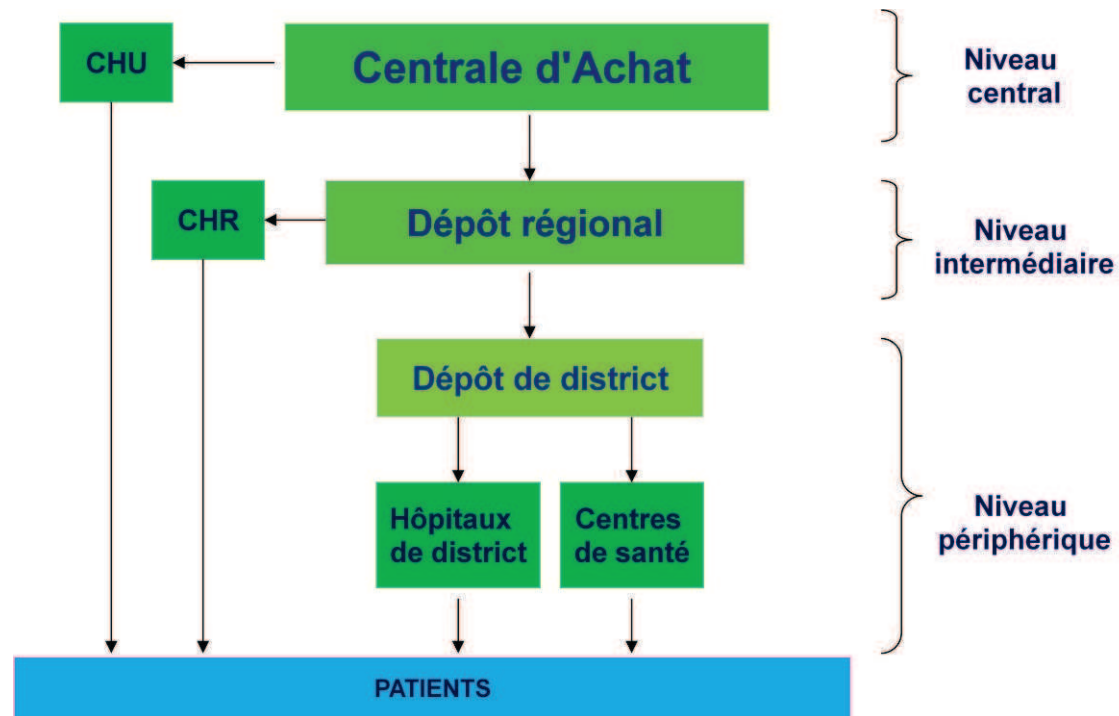 CHU
Centrale d'Achat
Niveau
central
CHR
Dépôt régional
Niveau
intermédiaire
Dépôt de district
Hôpitaux
de district
Centres
de santé
Niveau
périphérique
PATIENTS